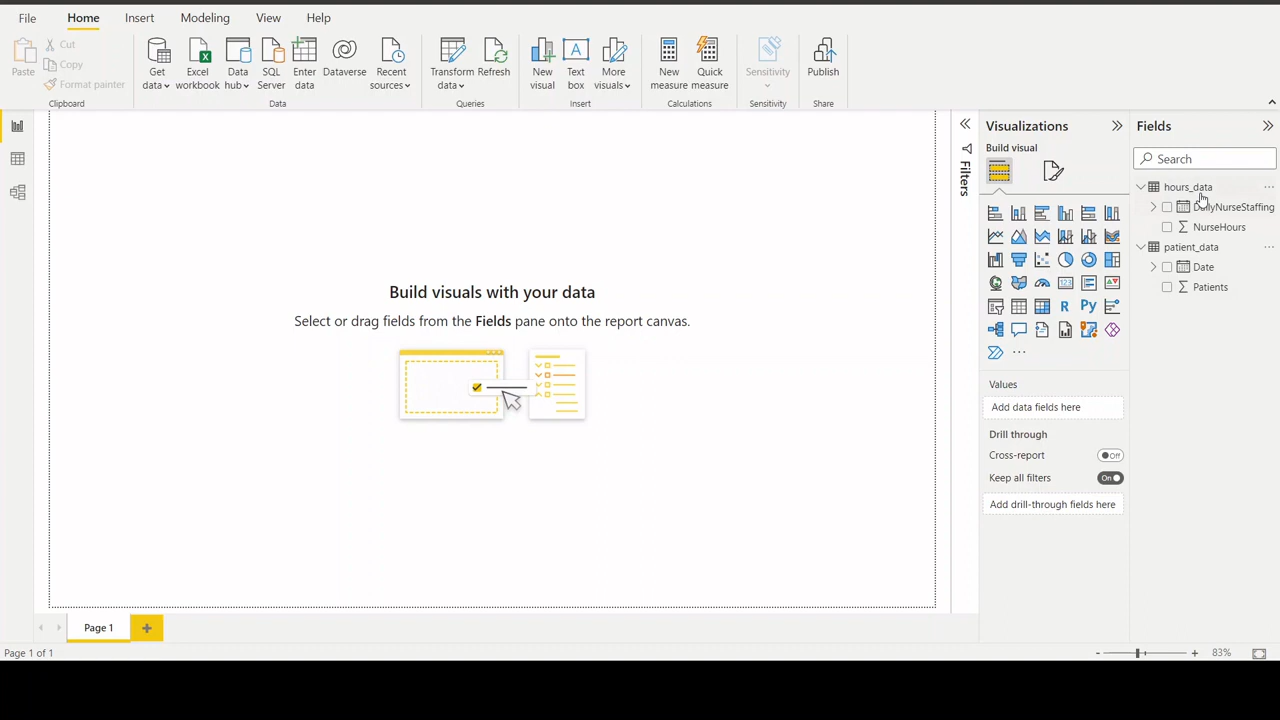 File Home Insert Modeling View Help
Paste
Cut
Copy
Format painter
Get data
Excel workbook
Data hub
SQL Server
Enter data
Dataverse
Recent sources
Transform data
Refresh
New visual
Text box
More visuals
New measure
Quick measure
Sensitivity
Publish
Clipboard Data Queries Insert Calculations Sensitivity Share
Build visuals with your data
Select or drag fields from the Fields pane onto the report canvas.
Filters
Visualizations
Build visual
R Py
123
Values
Add data fields here
Drill through
Cross-report Off
Keep all filters On
Add drill-through fields here
Fields
Search
hours_data
DailyNurseStaffing
NurseHours
patient_data
Date
Patients
Page 1
Page 1 of 1
83%